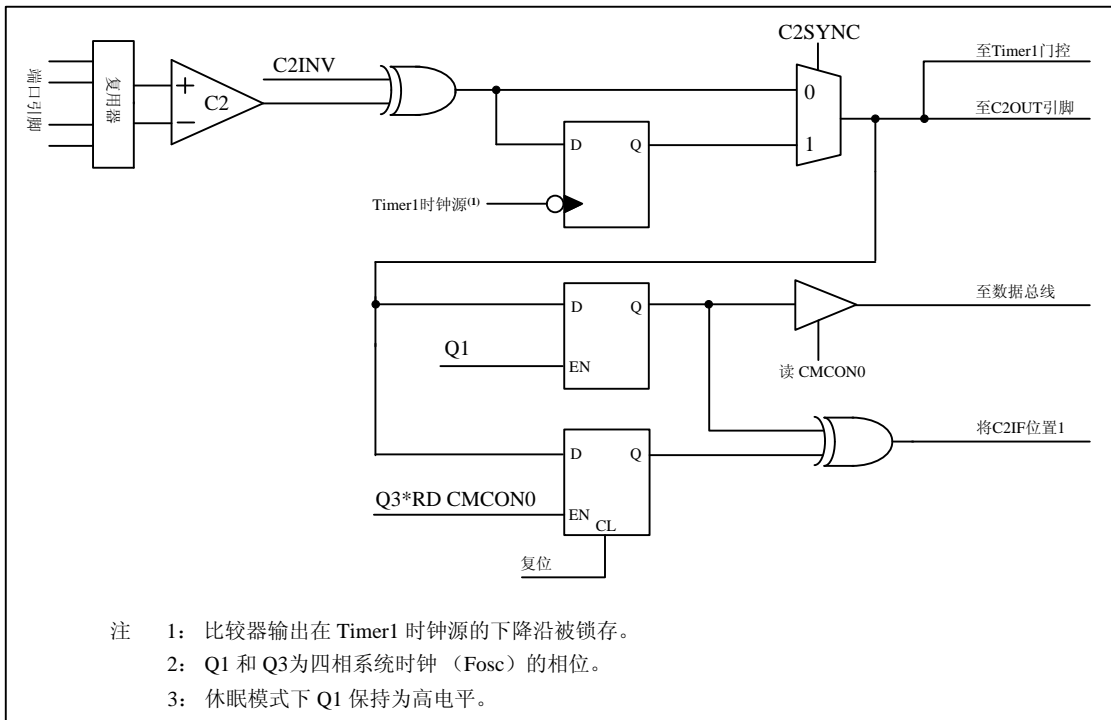 C2SYNC
至Timer1门控
端口引脚
复用器
C2INV
+
C2
−
0
至C2OUT引脚
D
Q
1
Timer1时钟源(1)
D
Q
至数据总线
Q1
EN
读 CMCON0
将C2IF位置1
D
Q
Q3*RD CMCON0
EN
CL
复位
注 1: 比较器输出在 Timer1 时钟源的下降沿被锁存。
2: Q1 和 Q3为四相系统时钟 （Fosc）的相位。
3: 休眠模式下 Q1 保持为高电平。